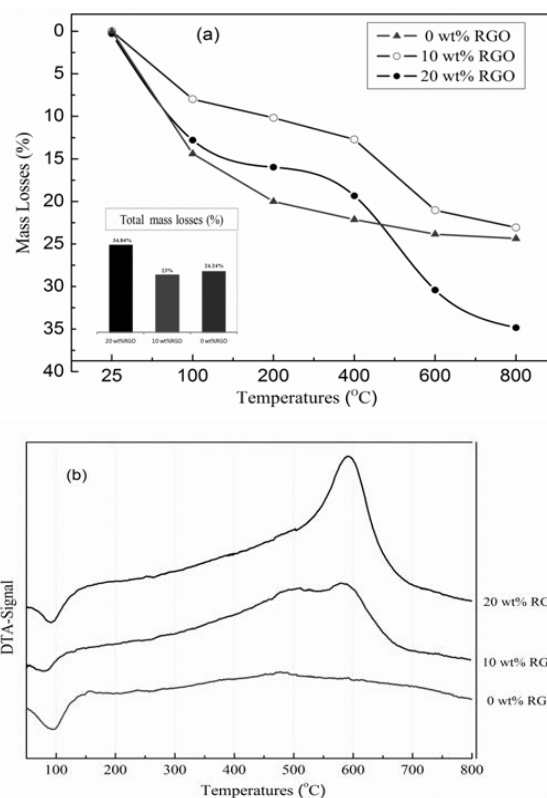 (a)
0 wt% RGO
10 wt% RGO
20 wt% RGO
Mass Losses (%)
0
5
10
15
20
25
30
35
40
Total mass losses (%)
34.84%
23%
24.34%
20 wt%RGO 10 wt%RGO 0 wt%RGO
25 100 200 400 600 800
Temperatures (°C)
(b)
DTA-Signal
20 wt% RG
10 wt% RG
0 wt% RG
100 200 300 400 500 600 700 800
Temperatures (°C)